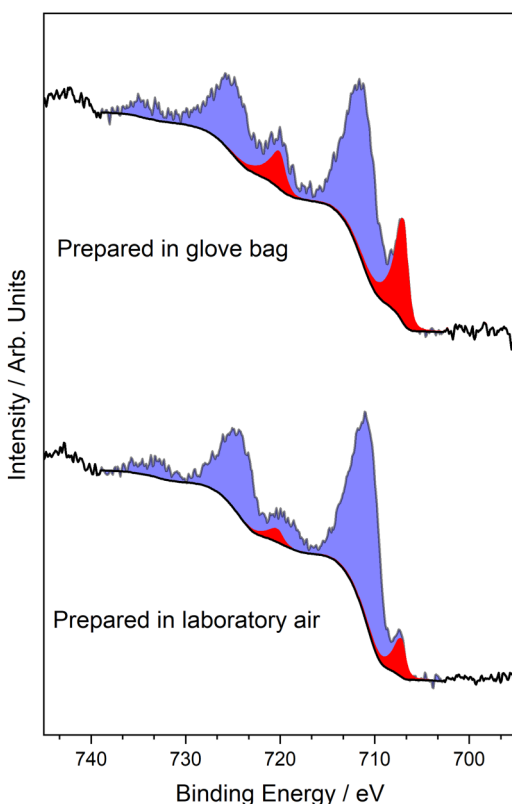 Prepared in glove bag
Intensity / Arb. Units
Prepared in laboratory air
740 730 720 710 700
Binding Energy / eV